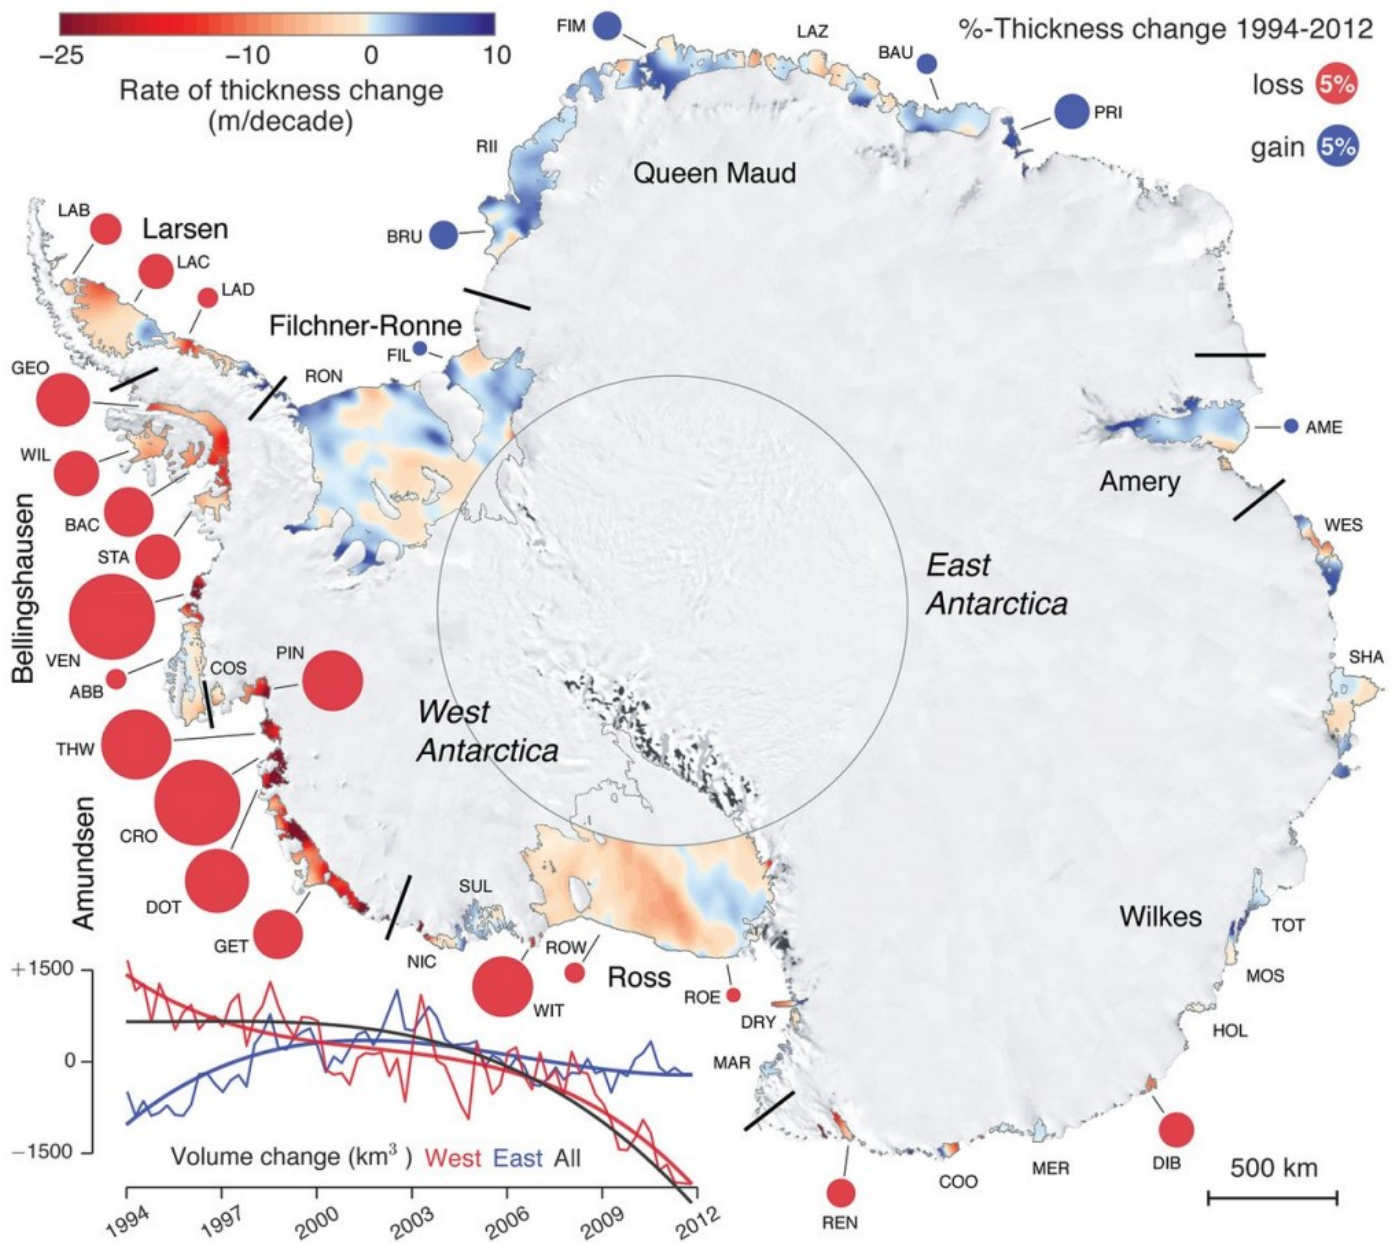 −25
−10
0
10
Rate of thickness change
(m/decade)
%-Thickness change 1994-2012
loss 5%
gain 5%
FIM
LAZ
BAU
PRI
RII
Queen Maud
BRU
LAB
Larsen
LAC
LAD
Filchner-Ronne
FIL
RON
GEO
AME
Amery
WIL
BAC
STA
WES
Bellingshausen
East
Antarctica
VEN
ABB
COS
PIN
SHA
West
Antarctica
THW
CRO
Amundsen
DOT
GET
SUL
NIC
WIT
ROW
Ross
ROE
DRY
MAR
Wilkes
TOT
MOS
HOL
DIB
MER
COO
REN
500 km
+1500
0
−1500
Volume change (km³ ) West East All
1994
1997
2000
2003
2006
2009
2012